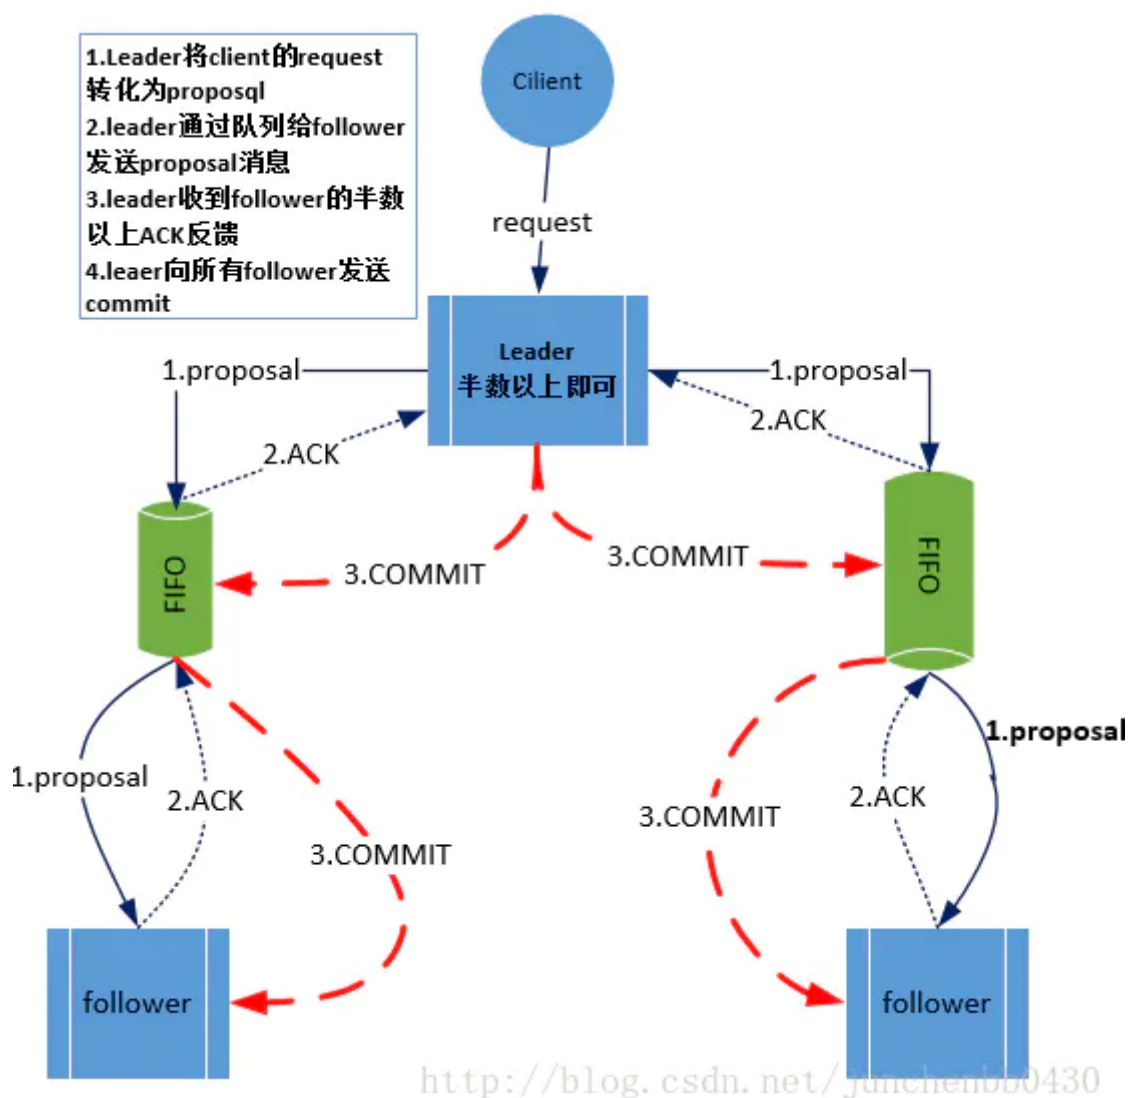 1.Leader将client的request
转化为proposql
2.leader通过队列给follower
发送proposal消息
3.leader收到follower的半数
以上ACK反馈
4.leaer向所有follower发送
commit
Cilient
request
Leader
半数以上即可
1.proposal
1.proposal
2.ACK
2.ACK
3.COMMIT
3.COMMIT
FIFO
FIFO
1.proposal
1.proposal
2.ACK
2.ACK
3.COMMIT
3.COMMIT
follower
follower
http://blog.csdn.net/junchenbb0430